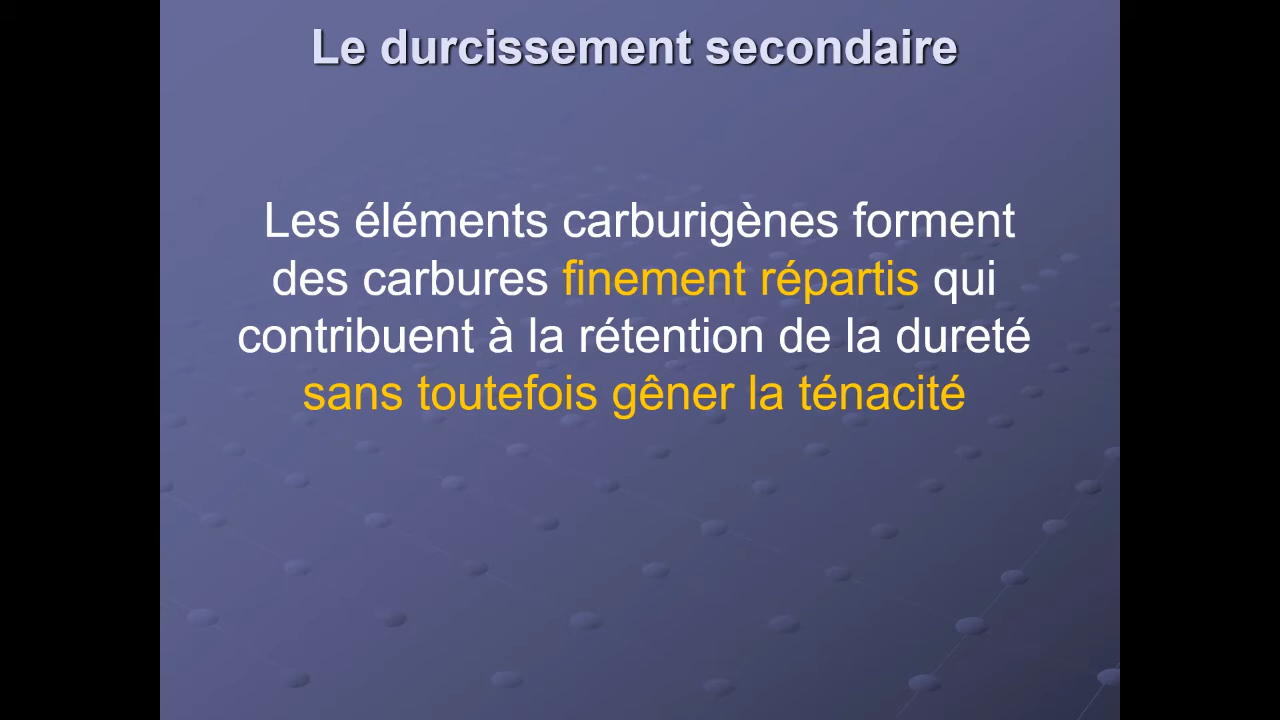 Le durcissement secondaire
Les éléments carburigènes forment
des carbures finement répartis qui
contribuent à la rétention de la dureté
sans toutefois gêner la ténacité